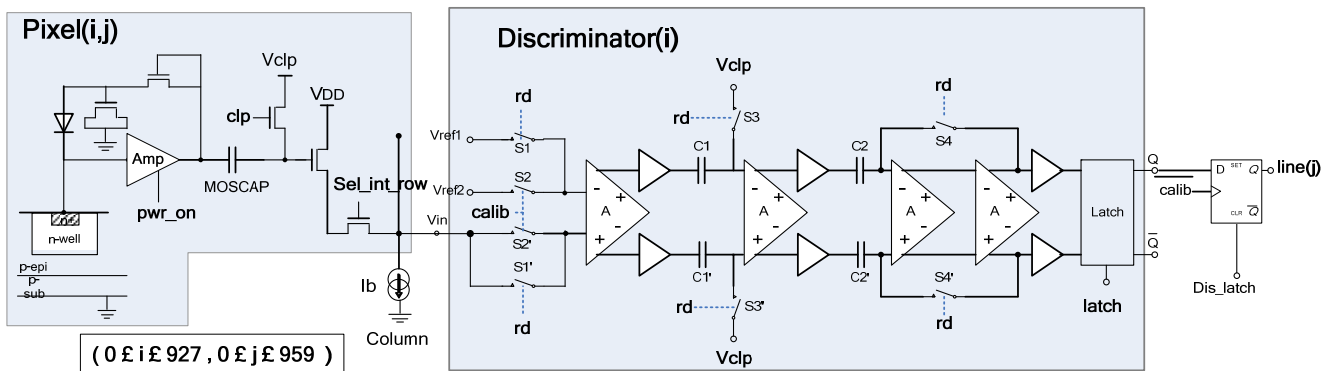 Pixel(i,j)
Vclp
clp
VDD
Amp
MOSCAP
pwr_on
Sel_int_row
n+
n-well
p-epi
p-
sub
Ib
Column
( 0 £ i £ 927 , 0 £ j £ 959 )
Discriminator(i)
rd
Vref1
S1
Vref2
S2
calib
Vin
S2'
S1'
rd
- + + -
A
C1
C1'
Vclp
rd
S3
- + + -
A
rd
S3'
Vclp
C2
C2'
rd
S4
- + + -
A
- + + -
A
S4'
rd
Latch
latch
Q
Q̅
calib
D SET Q
CLR Q̅
line(j)
Dis_latch